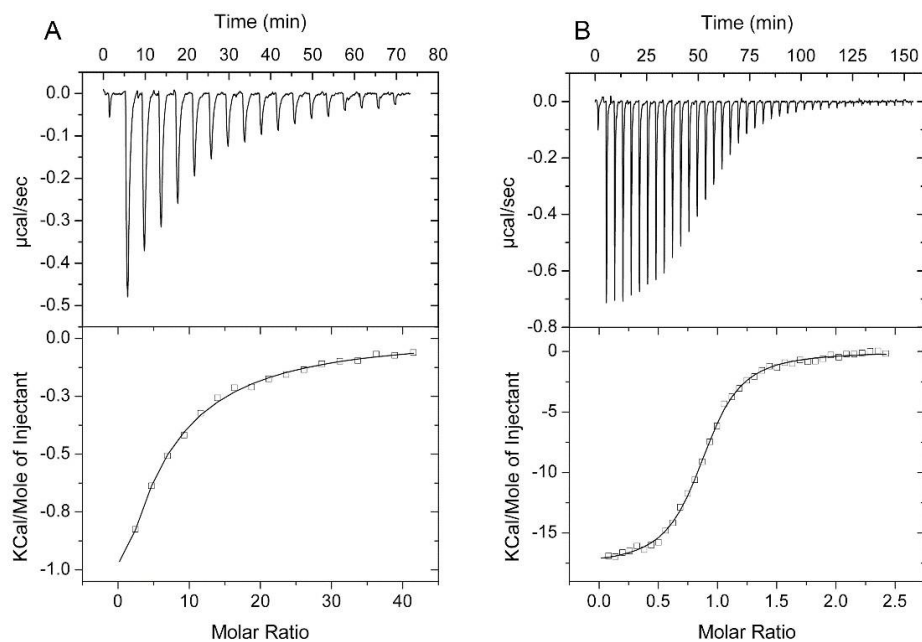 A
Time (min)
0 10 20 30 40 50 60 70 80
0.0
-0.1
-0.2
-0.3
-0.4
-0.5
µcal/sec
0.0
-0.3
-0.5
-0.8
-1.0
KCal/Mole of Injectant
0 10 20 30 40
Molar Ratio
B
Time (min)
0 25 50 75 100 125 150
0.0
-0.2
-0.4
-0.6
-0.8
µcal/sec
0
-5
-10
-15
KCal/Mole of Injectant
0.0 0.5 1.0 1.5 2.0 2.5
Molar Ratio